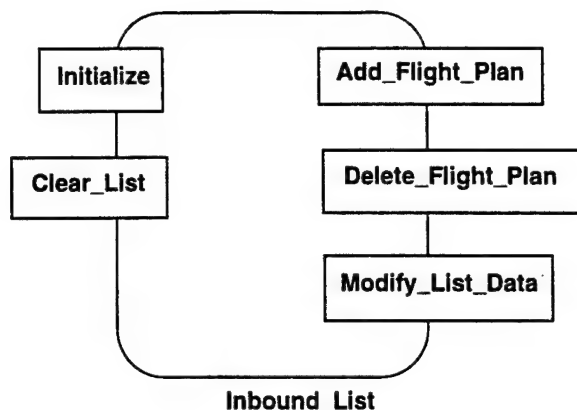 Initialize
Add_Flight_Plan
Clear_List
Delete_Flight_Plan
Modify_List_Data
Inbound List